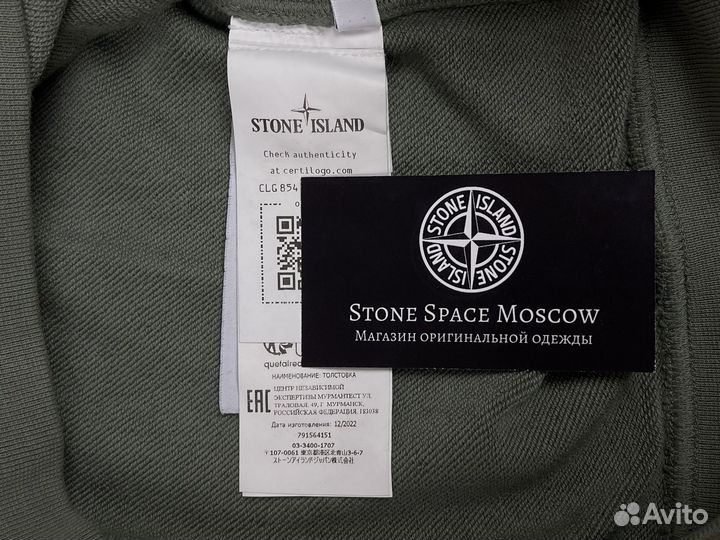 STONE ISLAND
Check authenticity
at certilogo.com
CLG 854
STONE ISLAND
STONE ISLAND
STONE SPACE MOSCOW
МАГАЗИН ОРИГИНАЛЬНОЙ ОДЕЖДЫ
НАИМЕНОВАНИЕ: ТОЛСТОВКА
EAC
ЦЕНТР НЕЗАВИСИМОЙ
ЭКСПЕРТИЗЫ МУРМАНТЕСТ УЛ.
ТРАЛОВАЯ, 49, Г. МУРМАНСК,
РОССИЙСКАЯ ФЕДЕРАЦИЯ, 183038
Дата изготовления: 12/2022
791564151
03-3400-1707
〒107-0061 東京都港区北青山3-6-7
ストーンアイランドジャパン株式会社
Avito